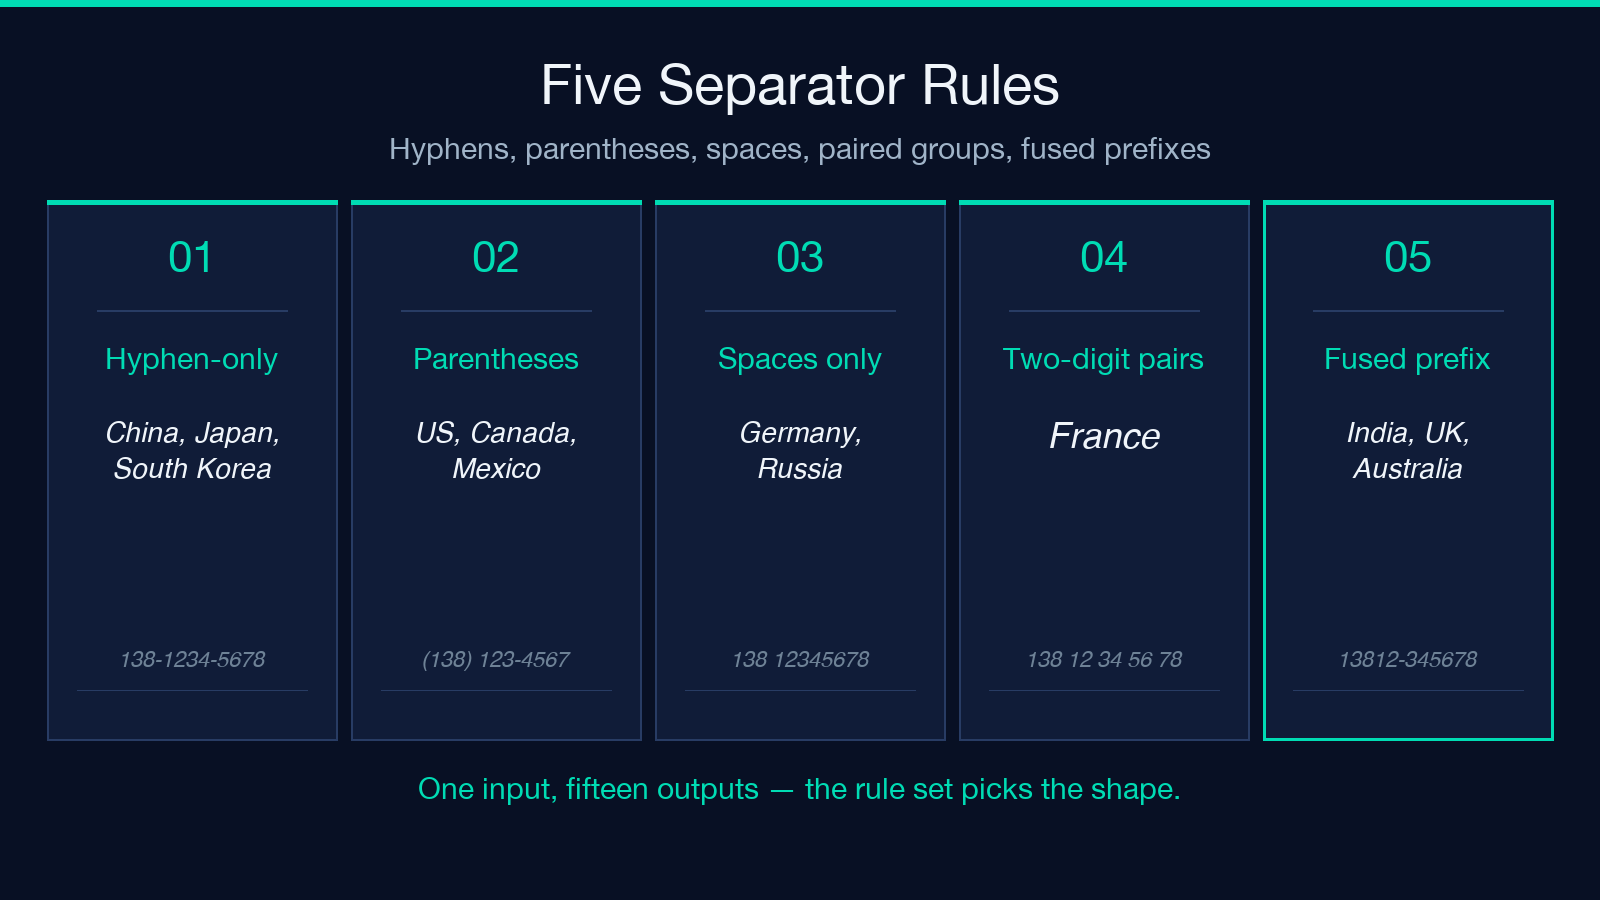 Five Separator Rules
Hyphens, parentheses, spaces, paired groups, fused prefixes
01
Hyphen-only
China, Japan,
South Korea
138-1234-5678
02
Parentheses
US, Canada,
Mexico
(138) 123-4567
03
Spaces only
Germany,
Russia
138 12345678
04
Two-digit pairs
France
138 12 34 56 78
05
Fused prefix
India, UK,
Australia
13812-345678
One input, fifteen outputs — the rule set picks the shape.